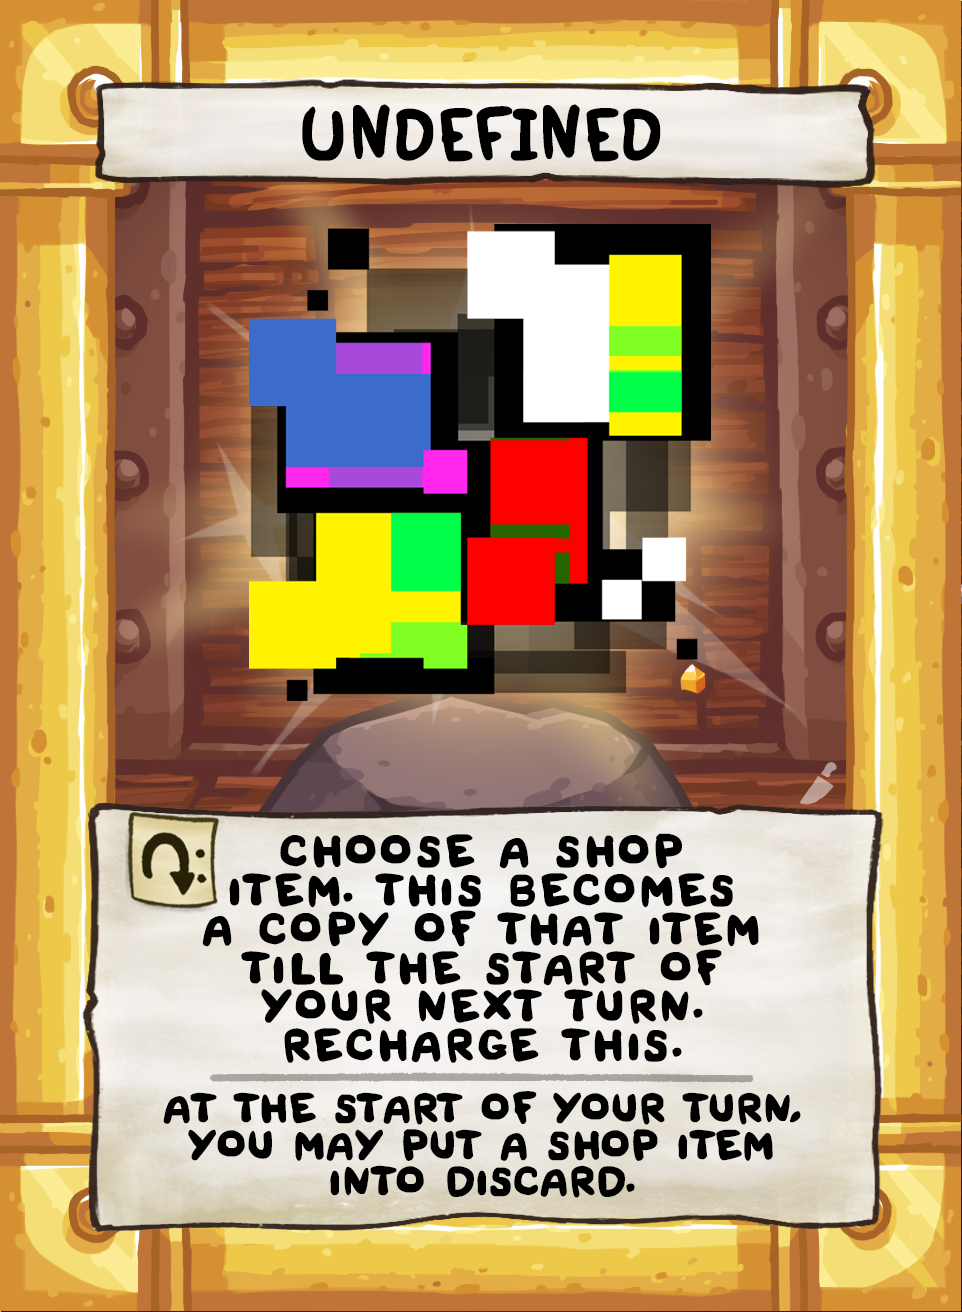 UNDEFINED
CHOOSE A SHOP
ITEM. THIS BECOMES
A COPY OF THAT ITEM
TILL THE START OF
YOUR NEXT TURN.
RECHARGE THIS.
AT THE START OF YOUR TURN,
YOU MAY PUT A SHOP ITEM
INTO DISCARD.